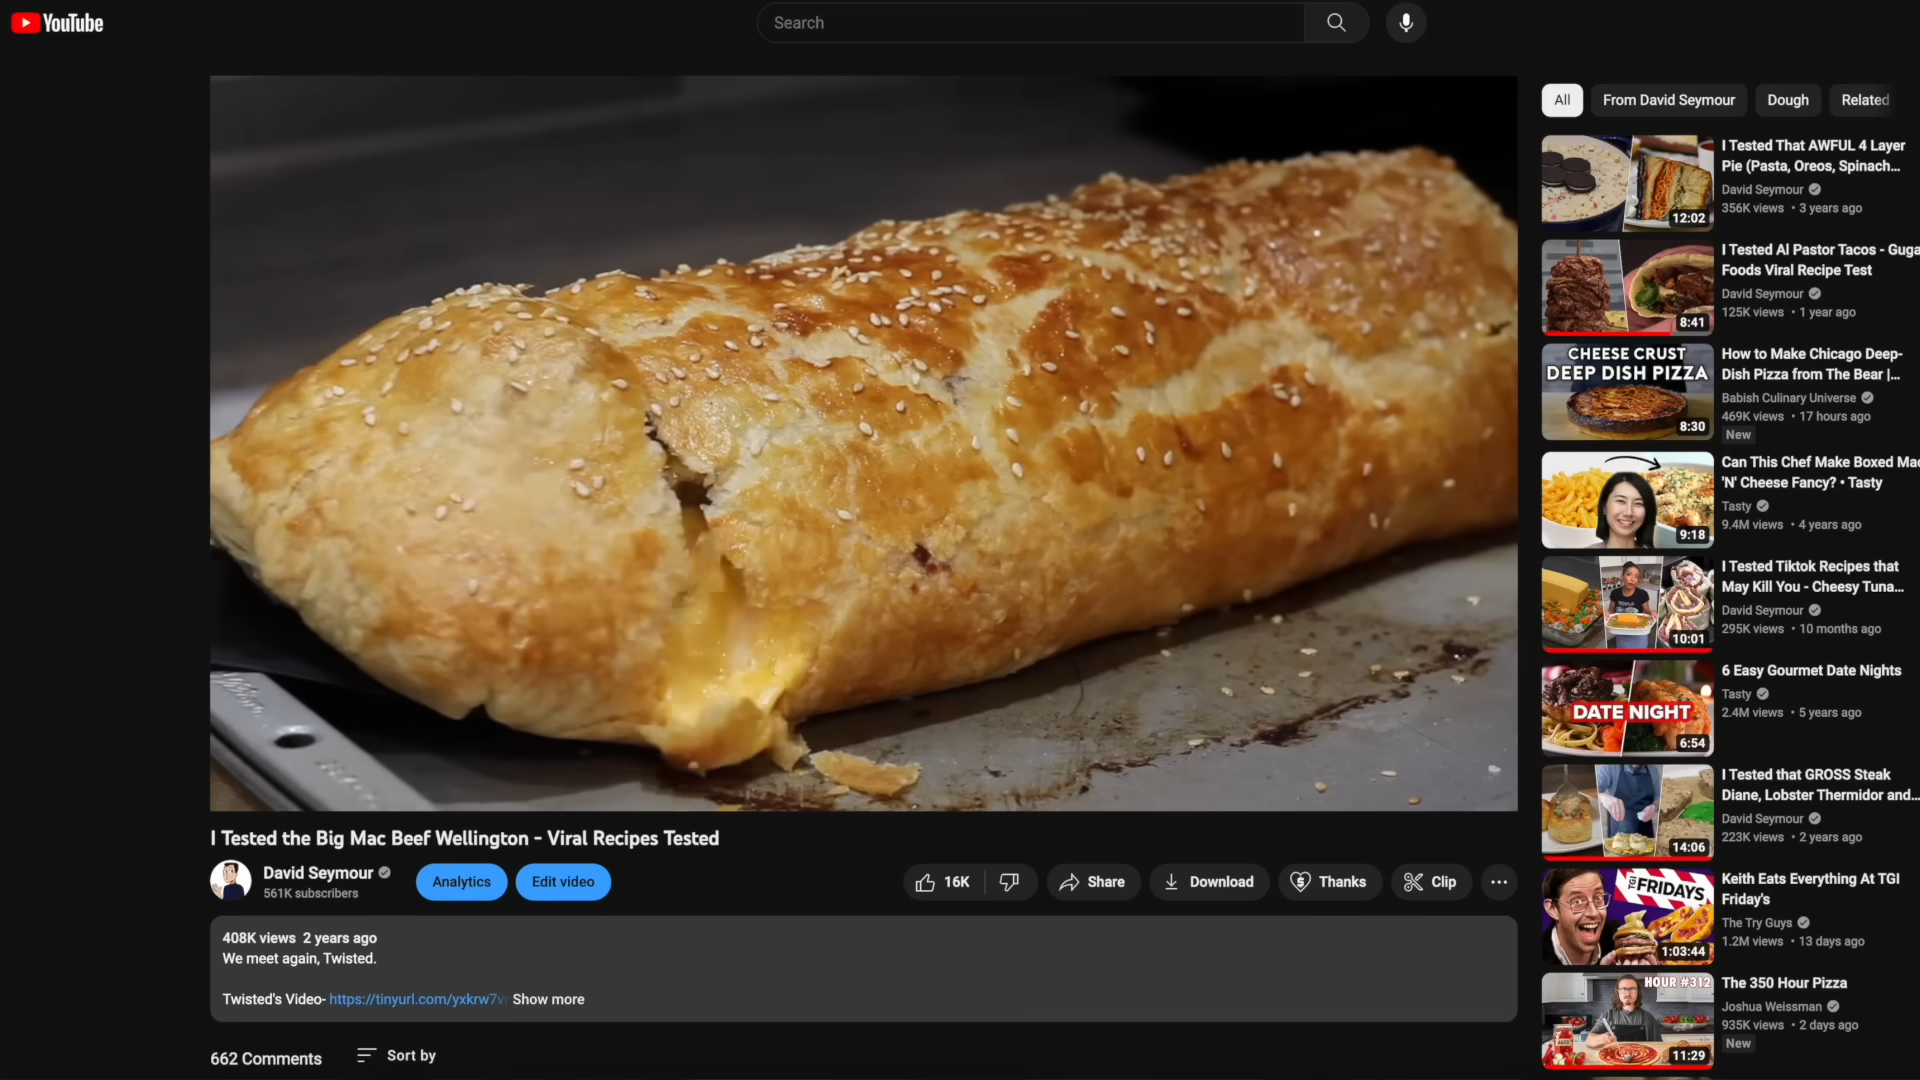 YouTube
Search
All
From David Seymour
Dough
Related
I Tested That AWFUL 4 Layer
Pie (Pasta, Oreos, Spinach...
David Seymour
356K views • 3 years ago
12:02
I Tested Al Pastor Tacos - Guga
Foods Viral Recipe Test
David Seymour
125K views • 1 year ago
8:41
CHEESE CRUST
DEEP DISH PIZZA
8:30
How to Make Chicago Deep-
Dish Pizza from The Bear |...
Babish Culinary Universe
469K views • 17 hours ago
New
Can This Chef Make Boxed Mac
'N' Cheese Fancy? • Tasty
Tasty
9.4M views • 4 years ago
9:18
I Tested Tiktok Recipes that
May Kill You - Cheesy Tuna...
David Seymour
295K views • 10 months ago
10:01
6 Easy Gourmet Date Nights
Tasty
2.4M views • 5 years ago
DATE NIGHT
6:54
I Tested that GROSS Steak
Diane, Lobster Thermidor and...
David Seymour
223K views • 2 years ago
14:06
Keith Eats Everything At TGI
Friday's
The Try Guys
1.2M views • 13 days ago
TGI FRIDAYS
1:03:44
The 350 Hour Pizza
Joshua Weissman
935K views • 2 days ago
New
HOUR #312
11:29
I Tested the Big Mac Beef Wellington - Viral Recipes Tested
David Seymour
561K subscribers
Analytics
Edit video
16K
Share
Download
Thanks
Clip
408K views 2 years ago
We meet again, Twisted.
Twisted's Video- https://tinyurl.com/yxkrw7v Show more
662 Comments
Sort by